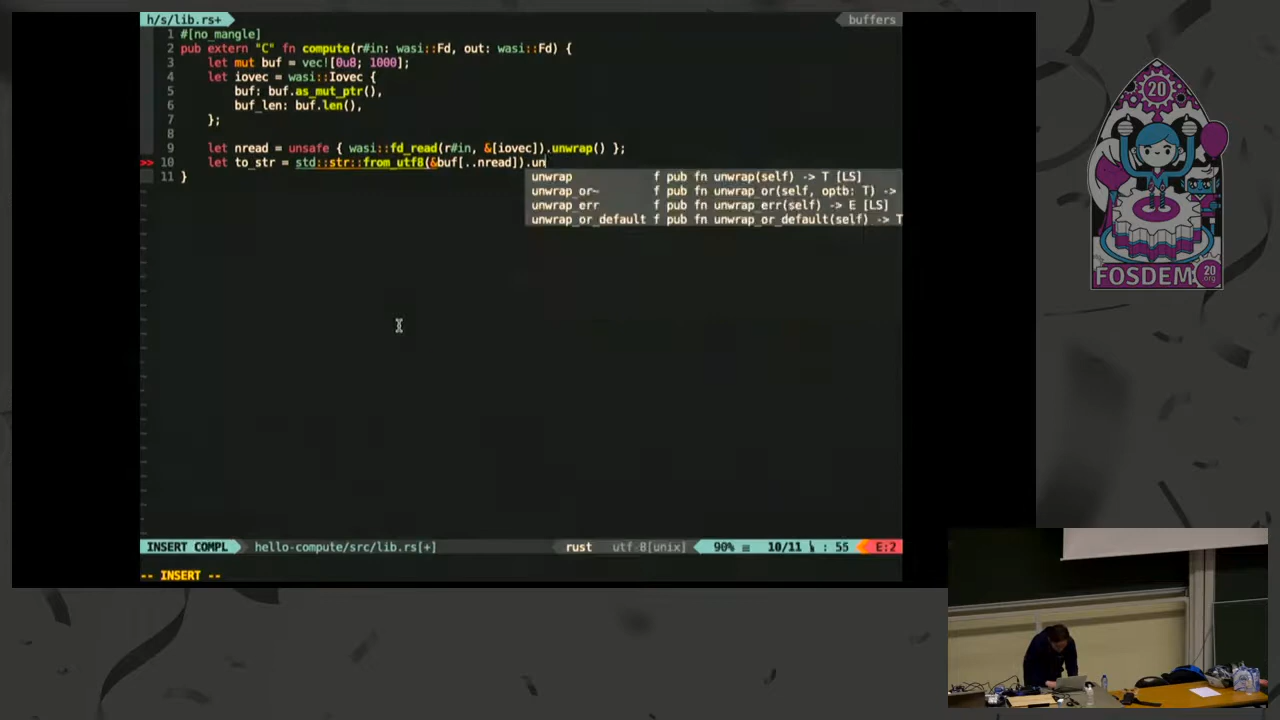 h/s/lib.rs+ buffers
1 #[no_mangle]
2 pub extern "C" fn compute(r#in: wasi::Fd, out: wasi::Fd) {
3 let mut buf = vec![0u8; 1000];
4 let iovec = wasi::Iovec {
5 buf: buf.as_mut_ptr(),
6 buf_len: buf.len(),
7 };
8
9 let nread = unsafe { wasi::fd_read(r#in, &[iovec]).unwrap() };
>> 10 let to_str = std::str::from_utf8(&buf[..nread]).un
11 }
unwrap f pub fn unwrap(self) -> T [LS]
unwrap_or~ f pub fn unwrap_or(self, optb: T) ->
unwrap_err f pub fn unwrap_err(self) -> E [LS]
unwrap_or_default f pub fn unwrap_or_default(self) -> T
INSERT COMPL hello-compute/src/lib.rs[+] rust utf-8[unix] 90% ≡ 10/11 : 55 E:2
-- INSERT --
20
FOSDEM 20
.org